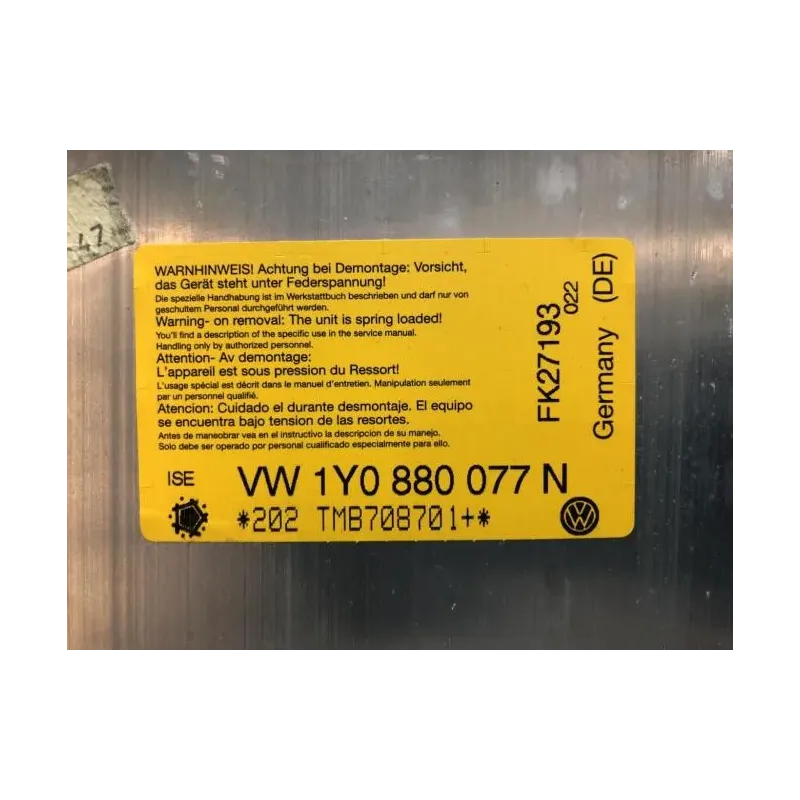 41
WARNHINWEIS! Achtung bei Demontage: Vorsicht,
das Gerät steht unter Federspannung!
Die spezielle Handhabung ist im Werkstattbuch beschrieben und darf nur von
geschultem Personal durchgeführt werden.
Warning- on removal: The unit is spring loaded!
You'll find a description of the specific use in the service manual.
Handling only by authorized personnel.
Attention- Av demontage:
L'appareil est sous pression du Ressort!
L'usage spécial est décrit dans le manuel d'entretien. Manipulation seulement
par un personnel qualifié.
Atencion: Cuidado el durante desmontaje. El equipo
se encuentra bajo tension de las resortes.
Antes de maneobrar vea en el instructivo la descripcion de su manejo.
Solo debe ser operado por personal cualificado especialmente para ello.
FK27193
022
Germany (DE)
ISE
VW 1Y0 880 077 N
*202 TMB708701+*
VW